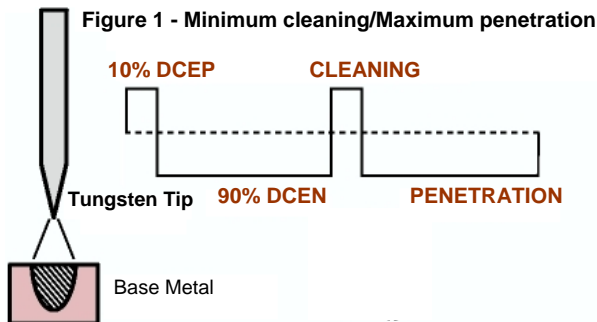 Figure 1 - Minimum cleaning/Maximum penetration
10% DCEP
CLEANING
Tungsten Tip
90% DCEN
PENETRATION
Base Metal